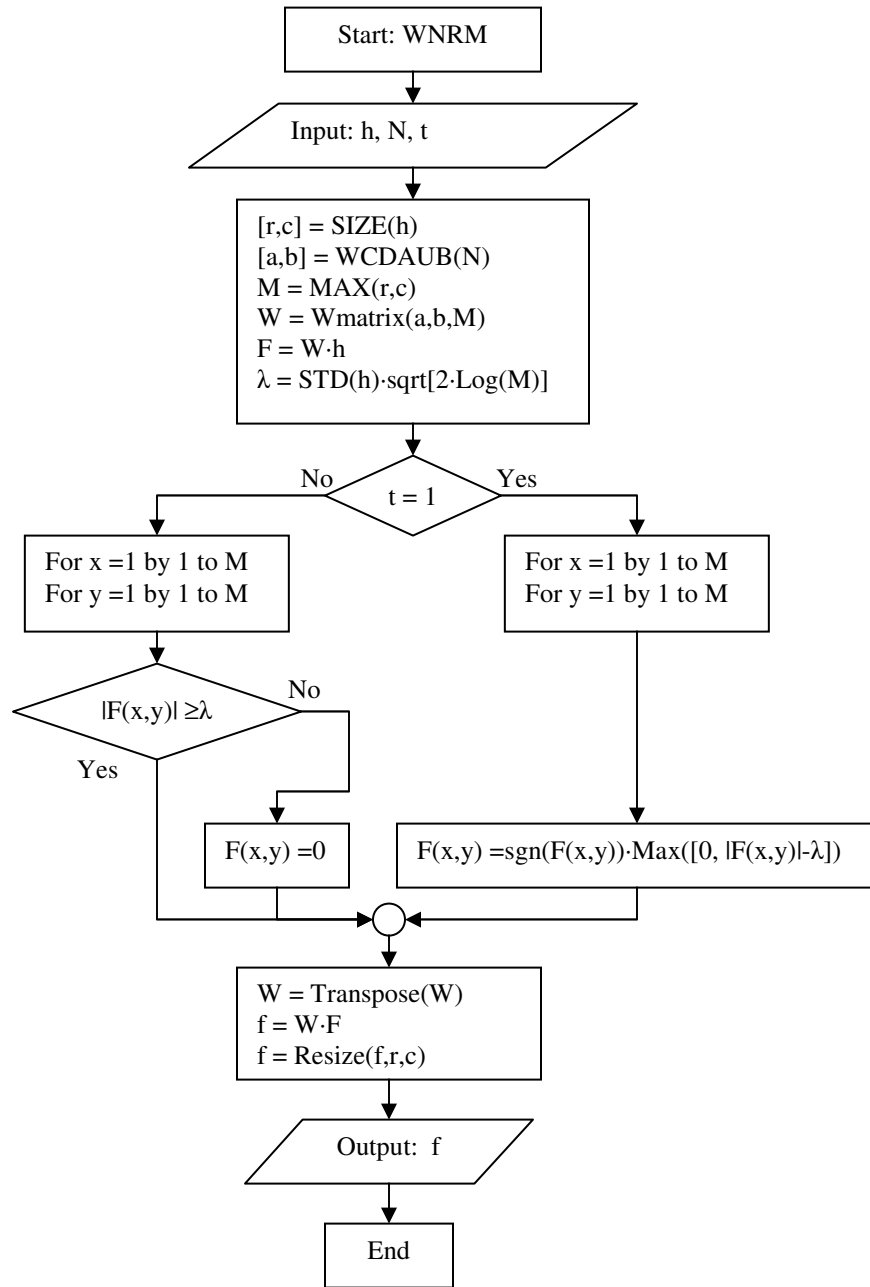 Start: WNRM
Input: h, N, t
[r,c] = SIZE(h)
[a,b] = WCDAUB(N)
M = MAX(r,c)
W = Wmatrix(a,b,M)
F = W·h
λ = STD(h)·sqrt[2·Log(M)]
No
Yes
t = 1
For x =1 by 1 to M
For y =1 by 1 to M
For x =1 by 1 to M
For y =1 by 1 to M
No
|F(x,y)| ≥λ
Yes
F(x,y) =0
F(x,y) =sgn(F(x,y))·Max([0, |F(x,y)|-λ])
W = Transpose(W)
f = W·F
f = Resize(f,r,c)
Output: f
End